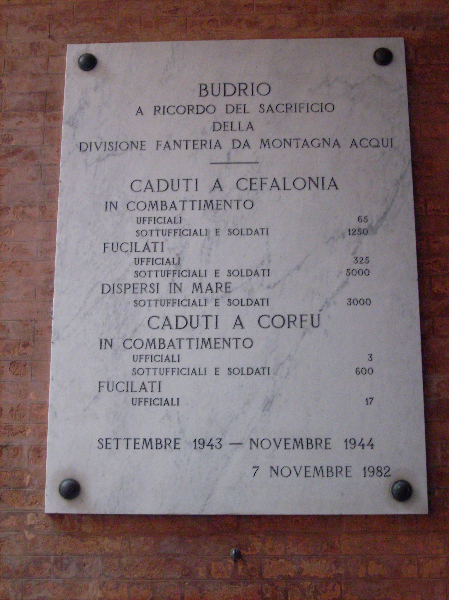 BUDRIO
A RICORDO DEL SACRIFICIO
DELLA
DIVISIONE FANTERIA DA MONTAGNA ACQUI
CADUTI A CEFALONIA
IN COMBATTIMENTO
UFFICIALI 65
SOTTUFFICIALI E SOLDATI 1250
FUCILATI
UFFICIALI 325
SOTTUFFICIALI E SOLDATI 5000
DISPERSI IN MARE
SOTTUFFICIALI E SOLDATI 3000
CADUTI A CORFÚ
IN COMBATTIMENTO
UFFICIALI 3
SOTTUFFICIALI E SOLDATI 600
FUCILATI
UFFICIALI 17
SETTEMBRE 1943 — NOVEMBRE 1944
7 NOVEMBRE 1982